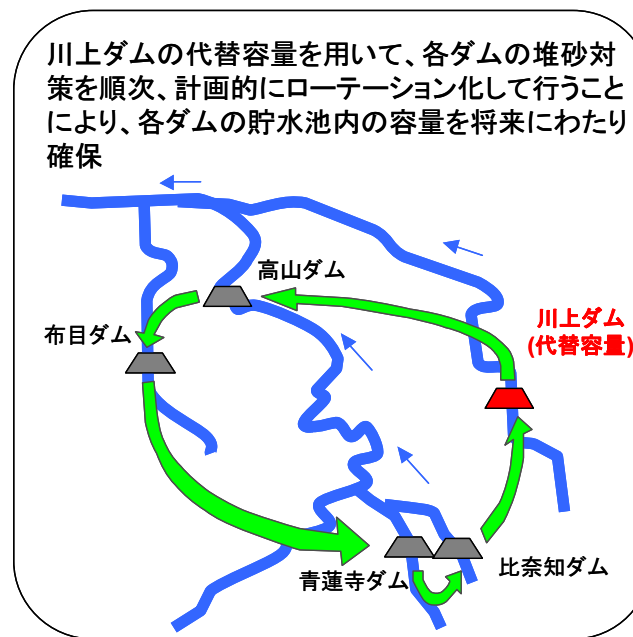 川上ダムの代替容量を用いて、各ダムの堆砂対
策を順次、計画的にローテーション化して行うこと
により、各ダムの貯水池内の容量を将来にわたり
確保
高山ダム
布目ダム
川上ダム
(代替容量)
青蓮寺ダム
比奈知ダム